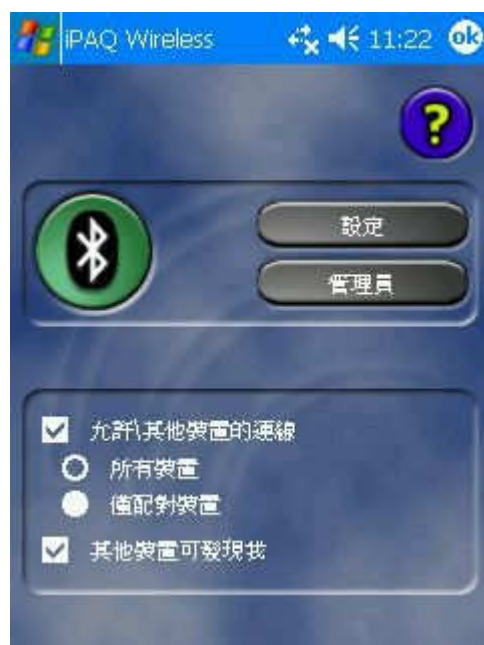 iPAQ Wireless 11:22 ok
?
設定
管理員
允許\其他裝置的連線
所有裝置
僅配對裝置
其他裝置可發現我